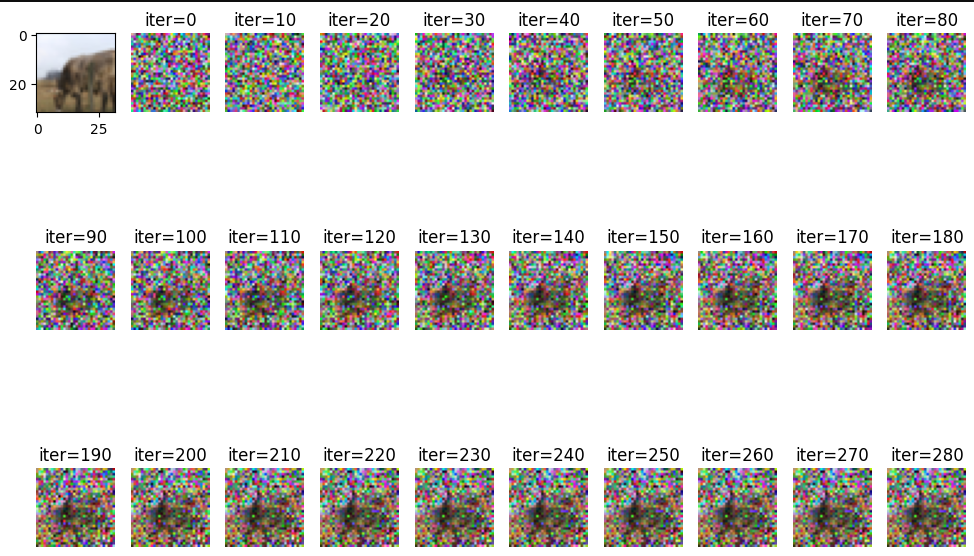 iter=0 iter=10 iter=20 iter=30 iter=40 iter=50 iter=60 iter=70 iter=80
0
20
0 25
iter=90 iter=100 iter=110 iter=120 iter=130 iter=140 iter=150 iter=160 iter=170 iter=180
iter=190 iter=200 iter=210 iter=220 iter=230 iter=240 iter=250 iter=260 iter=270 iter=280